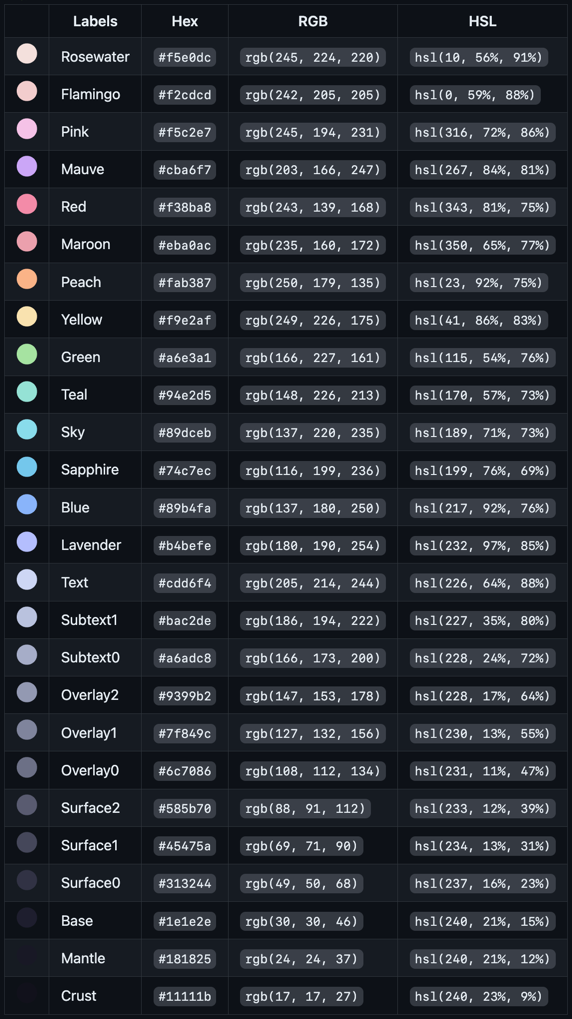 Labels Hex RGB HSL
Rosewater #f5e0dc rgb(245, 224, 220) hsl(10, 56%, 91%)
Flamingo #f2cdcd rgb(242, 205, 205) hsl(0, 59%, 88%)
Pink #f5c2e7 rgb(245, 194, 231) hsl(316, 72%, 86%)
Mauve #cba6f7 rgb(203, 166, 247) hsl(267, 84%, 81%)
Red #f38ba8 rgb(243, 139, 168) hsl(343, 81%, 75%)
Maroon #eba0ac rgb(235, 160, 172) hsl(350, 65%, 77%)
Peach #fab387 rgb(250, 179, 135) hsl(23, 92%, 75%)
Yellow #f9e2af rgb(249, 226, 175) hsl(41, 86%, 83%)
Green #a6e3a1 rgb(166, 227, 161) hsl(115, 54%, 76%)
Teal #94e2d5 rgb(148, 226, 213) hsl(170, 57%, 73%)
Sky #89dceb rgb(137, 220, 235) hsl(189, 71%, 73%)
Sapphire #74c7ec rgb(116, 199, 236) hsl(199, 76%, 69%)
Blue #89b4fa rgb(137, 180, 250) hsl(217, 92%, 76%)
Lavender #b4befe rgb(180, 190, 254) hsl(232, 97%, 85%)
Text #cdd6f4 rgb(205, 214, 244) hsl(226, 64%, 88%)
Subtext1 #bac2de rgb(186, 194, 222) hsl(227, 35%, 80%)
Subtext0 #a6adc8 rgb(166, 173, 200) hsl(228, 24%, 72%)
Overlay2 #9399b2 rgb(147, 153, 178) hsl(228, 17%, 64%)
Overlay1 #7f849c rgb(127, 132, 156) hsl(230, 13%, 55%)
Overlay0 #6c7086 rgb(108, 112, 134) hsl(231, 11%, 47%)
Surface2 #585b70 rgb(88, 91, 112) hsl(233, 12%, 39%)
Surface1 #45475a rgb(69, 71, 90) hsl(234, 13%, 31%)
Surface0 #313244 rgb(49, 50, 68) hsl(237, 16%, 23%)
Base #1e1e2e rgb(30, 30, 46) hsl(240, 21%, 15%)
Mantle #181825 rgb(24, 24, 37) hsl(240, 21%, 12%)
Crust #11111b rgb(17, 17, 27) hsl(240, 23%, 9%)